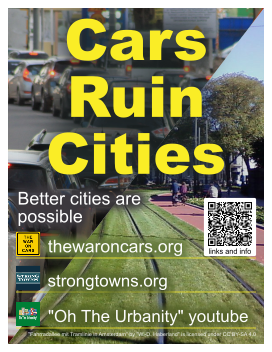 Cars
Ruin
Cities
Better cities are
possible
links and info
THE
WAR
ON
CARS
thewaroncars.org
STRONG
TOWNS
strongtowns.org
"Oh The Urbanity" youtube